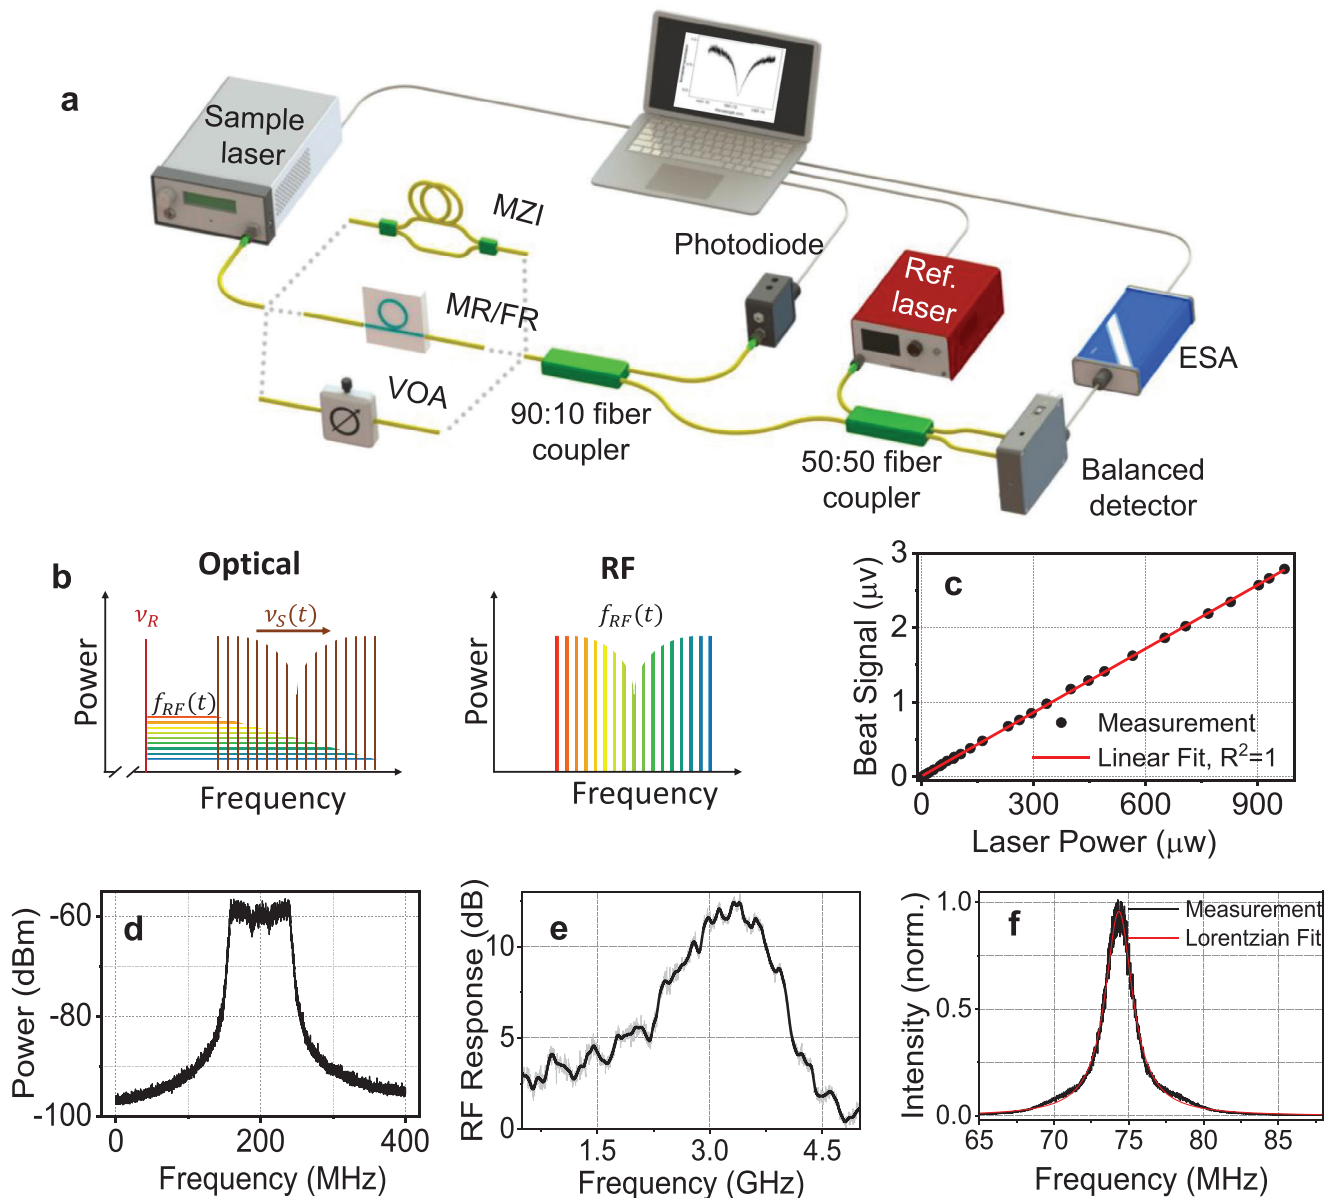 a
Sample
laser
MZI
MR/FR
VOA
Photodiode
Ref.
laser
ESA
90:10 fiber
coupler
50:50 fiber
coupler
Balanced
detector
b
Optical
ν_R
ν_S(t)
f_RF(t)
Power
Frequency
RF
f_RF(t)
Power
Frequency
c
3
2
1
0
Beat Signal (μv)
Measurement
Linear Fit, R²=1
0 300 600 900
Laser Power (μw)
d
-60
-80
-100
Power (dBm)
0 200 400
Frequency (MHz)
e
10
5
0
RF Response (dB)
1.5 3.0 4.5
Frequency (GHz)
f
1.0
0.5
0.0
Intensity (norm.)
Measurement
Lorentzian Fit
65 70 75 80 85
Frequency (MHz)